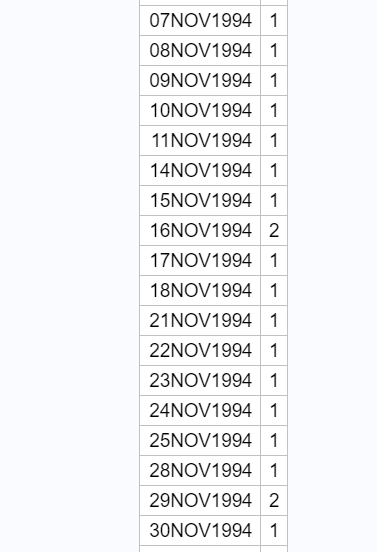 07NOV1994 1
08NOV1994 1
09NOV1994 1
10NOV1994 1
11NOV1994 1
14NOV1994 1
15NOV1994 1
16NOV1994 2
17NOV1994 1
18NOV1994 1
21NOV1994 1
22NOV1994 1
23NOV1994 1
24NOV1994 1
25NOV1994 1
28NOV1994 1
29NOV1994 2
30NOV1994 1